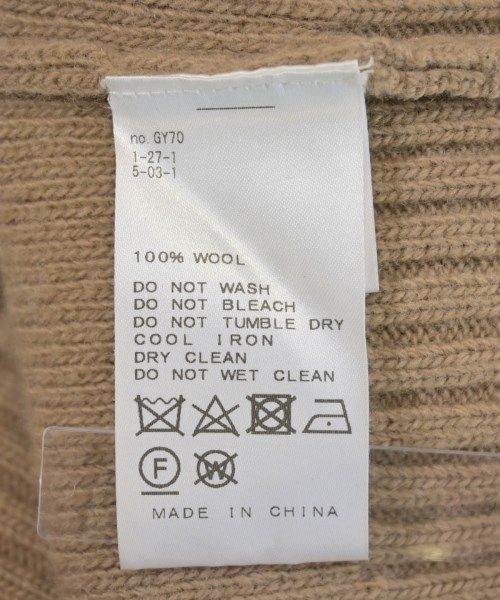 no. GY70
1-27-1
5-03-1
100% WOOL
DO NOT WASH
DO NOT BLEACH
DO NOT TUMBLE DRY
COOL IRON
DRY CLEAN
DO NOT WET CLEAN
F W
MADE IN CHINA